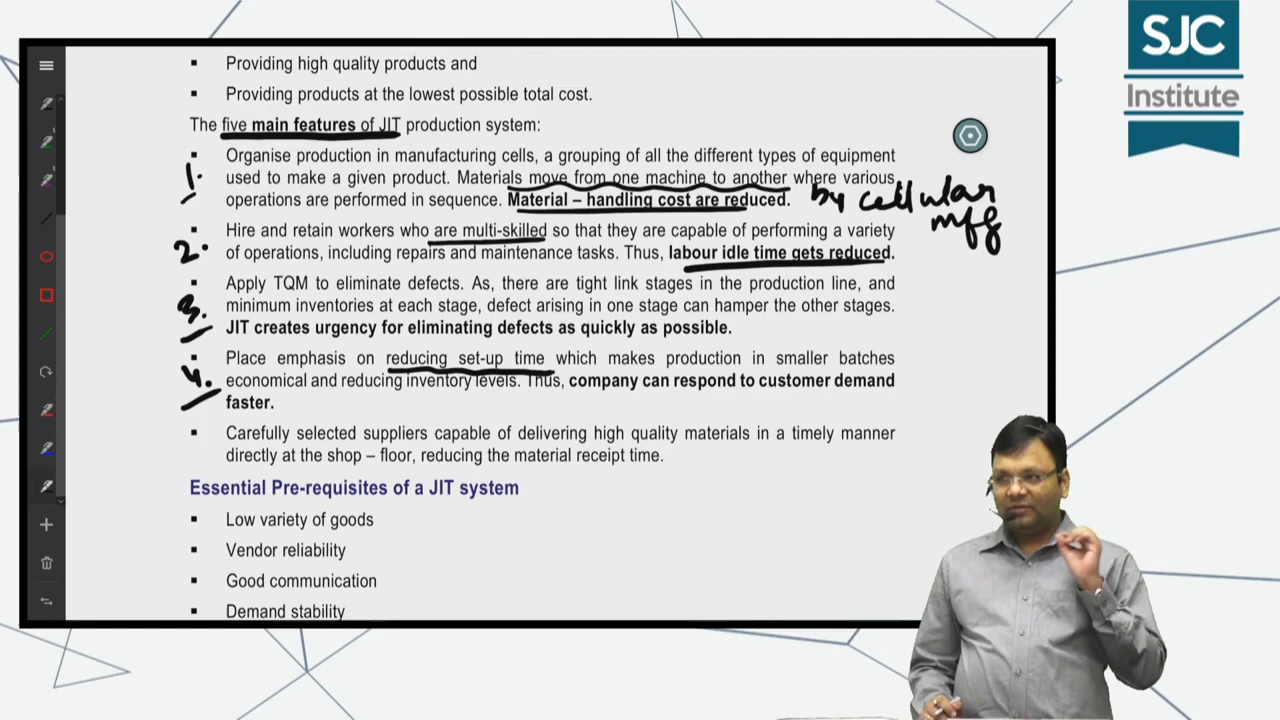 SJC
Institute
▪ Providing high quality products and
▪ Providing products at the lowest possible total cost.
The five main features of JIT production system:
▪ Organise production in manufacturing cells, a grouping of all the different types of equipment
used to make a given product. Materials move from one machine to another where various
operations are performed in sequence. Material – handling cost are reduced.
1.
by cellular
mfg
▪ Hire and retain workers who are multi-skilled so that they are capable of performing a variety
of operations, including repairs and maintenance tasks. Thus, labour idle time gets reduced.
2.
▪ Apply TQM to eliminate defects. As, there are tight link stages in the production line, and
minimum inventories at each stage, defect arising in one stage can hamper the other stages.
JIT creates urgency for eliminating defects as quickly as possible.
3.
▪ Place emphasis on reducing set-up time which makes production in smaller batches
economical and reducing inventory levels. Thus, company can respond to customer demand
faster.
4.
▪ Carefully selected suppliers capable of delivering high quality materials in a timely manner
directly at the shop – floor, reducing the material receipt time.
Essential Pre-requisites of a JIT system
▪ Low variety of goods
▪ Vendor reliability
▪ Good communication
▪ Demand stability